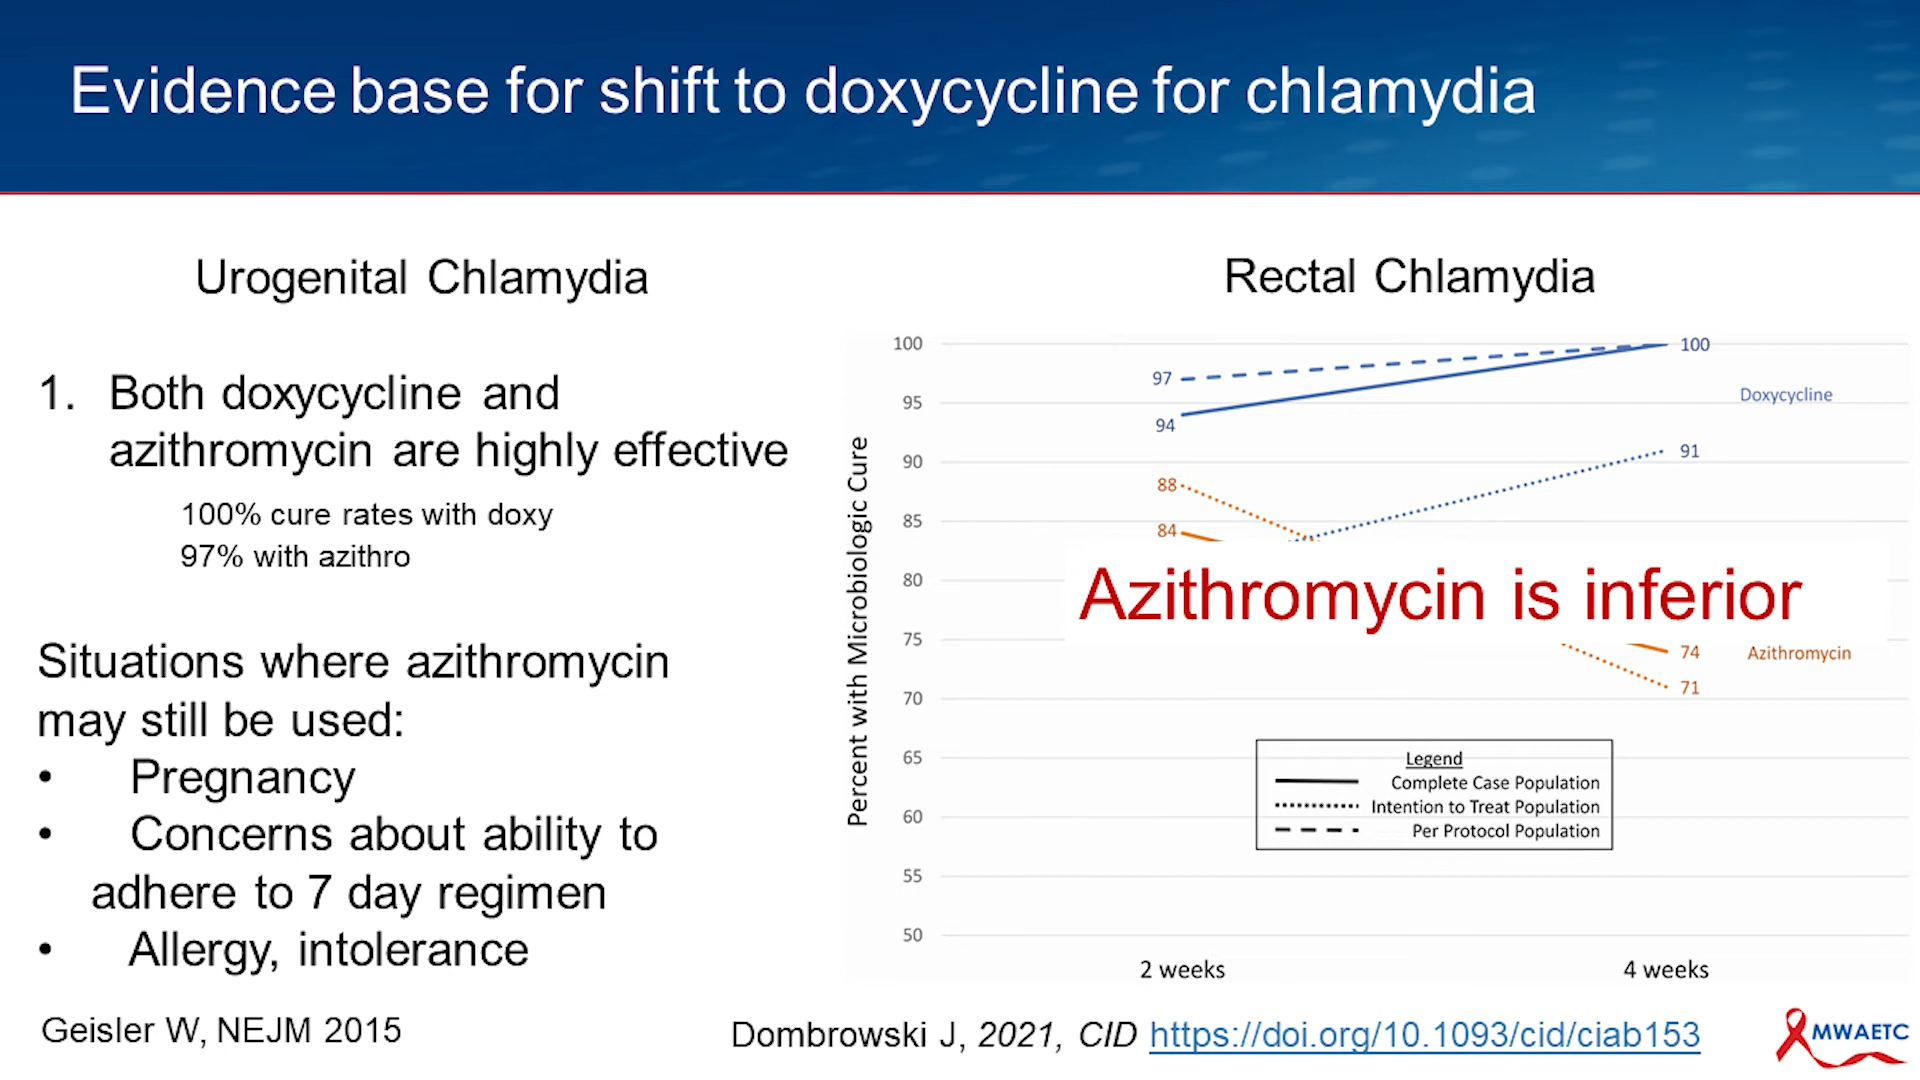 Evidence base for shift to doxycycline for chlamydia
Urogenital Chlamydia
1. Both doxycycline and
azithromycin are highly effective
100% cure rates with doxy
97% with azithro
Situations where azithromycin
may still be used:
• Pregnancy
• Concerns about ability to
adhere to 7 day regimen
• Allergy, intolerance
Geisler W, NEJM 2015
Rectal Chlamydia
Percent with Microbiologic Cure
100
95
90
85
80
75
70
65
60
55
50
97
94
88
84
100
Doxycycline
91
Azithromycin is inferior
74
Azithromycin
71
Legend
Complete Case Population
Intention to Treat Population
Per Protocol Population
2 weeks
4 weeks
Dombrowski J, 2021, CID https://doi.org/10.1093/cid/ciab153
MWAETC